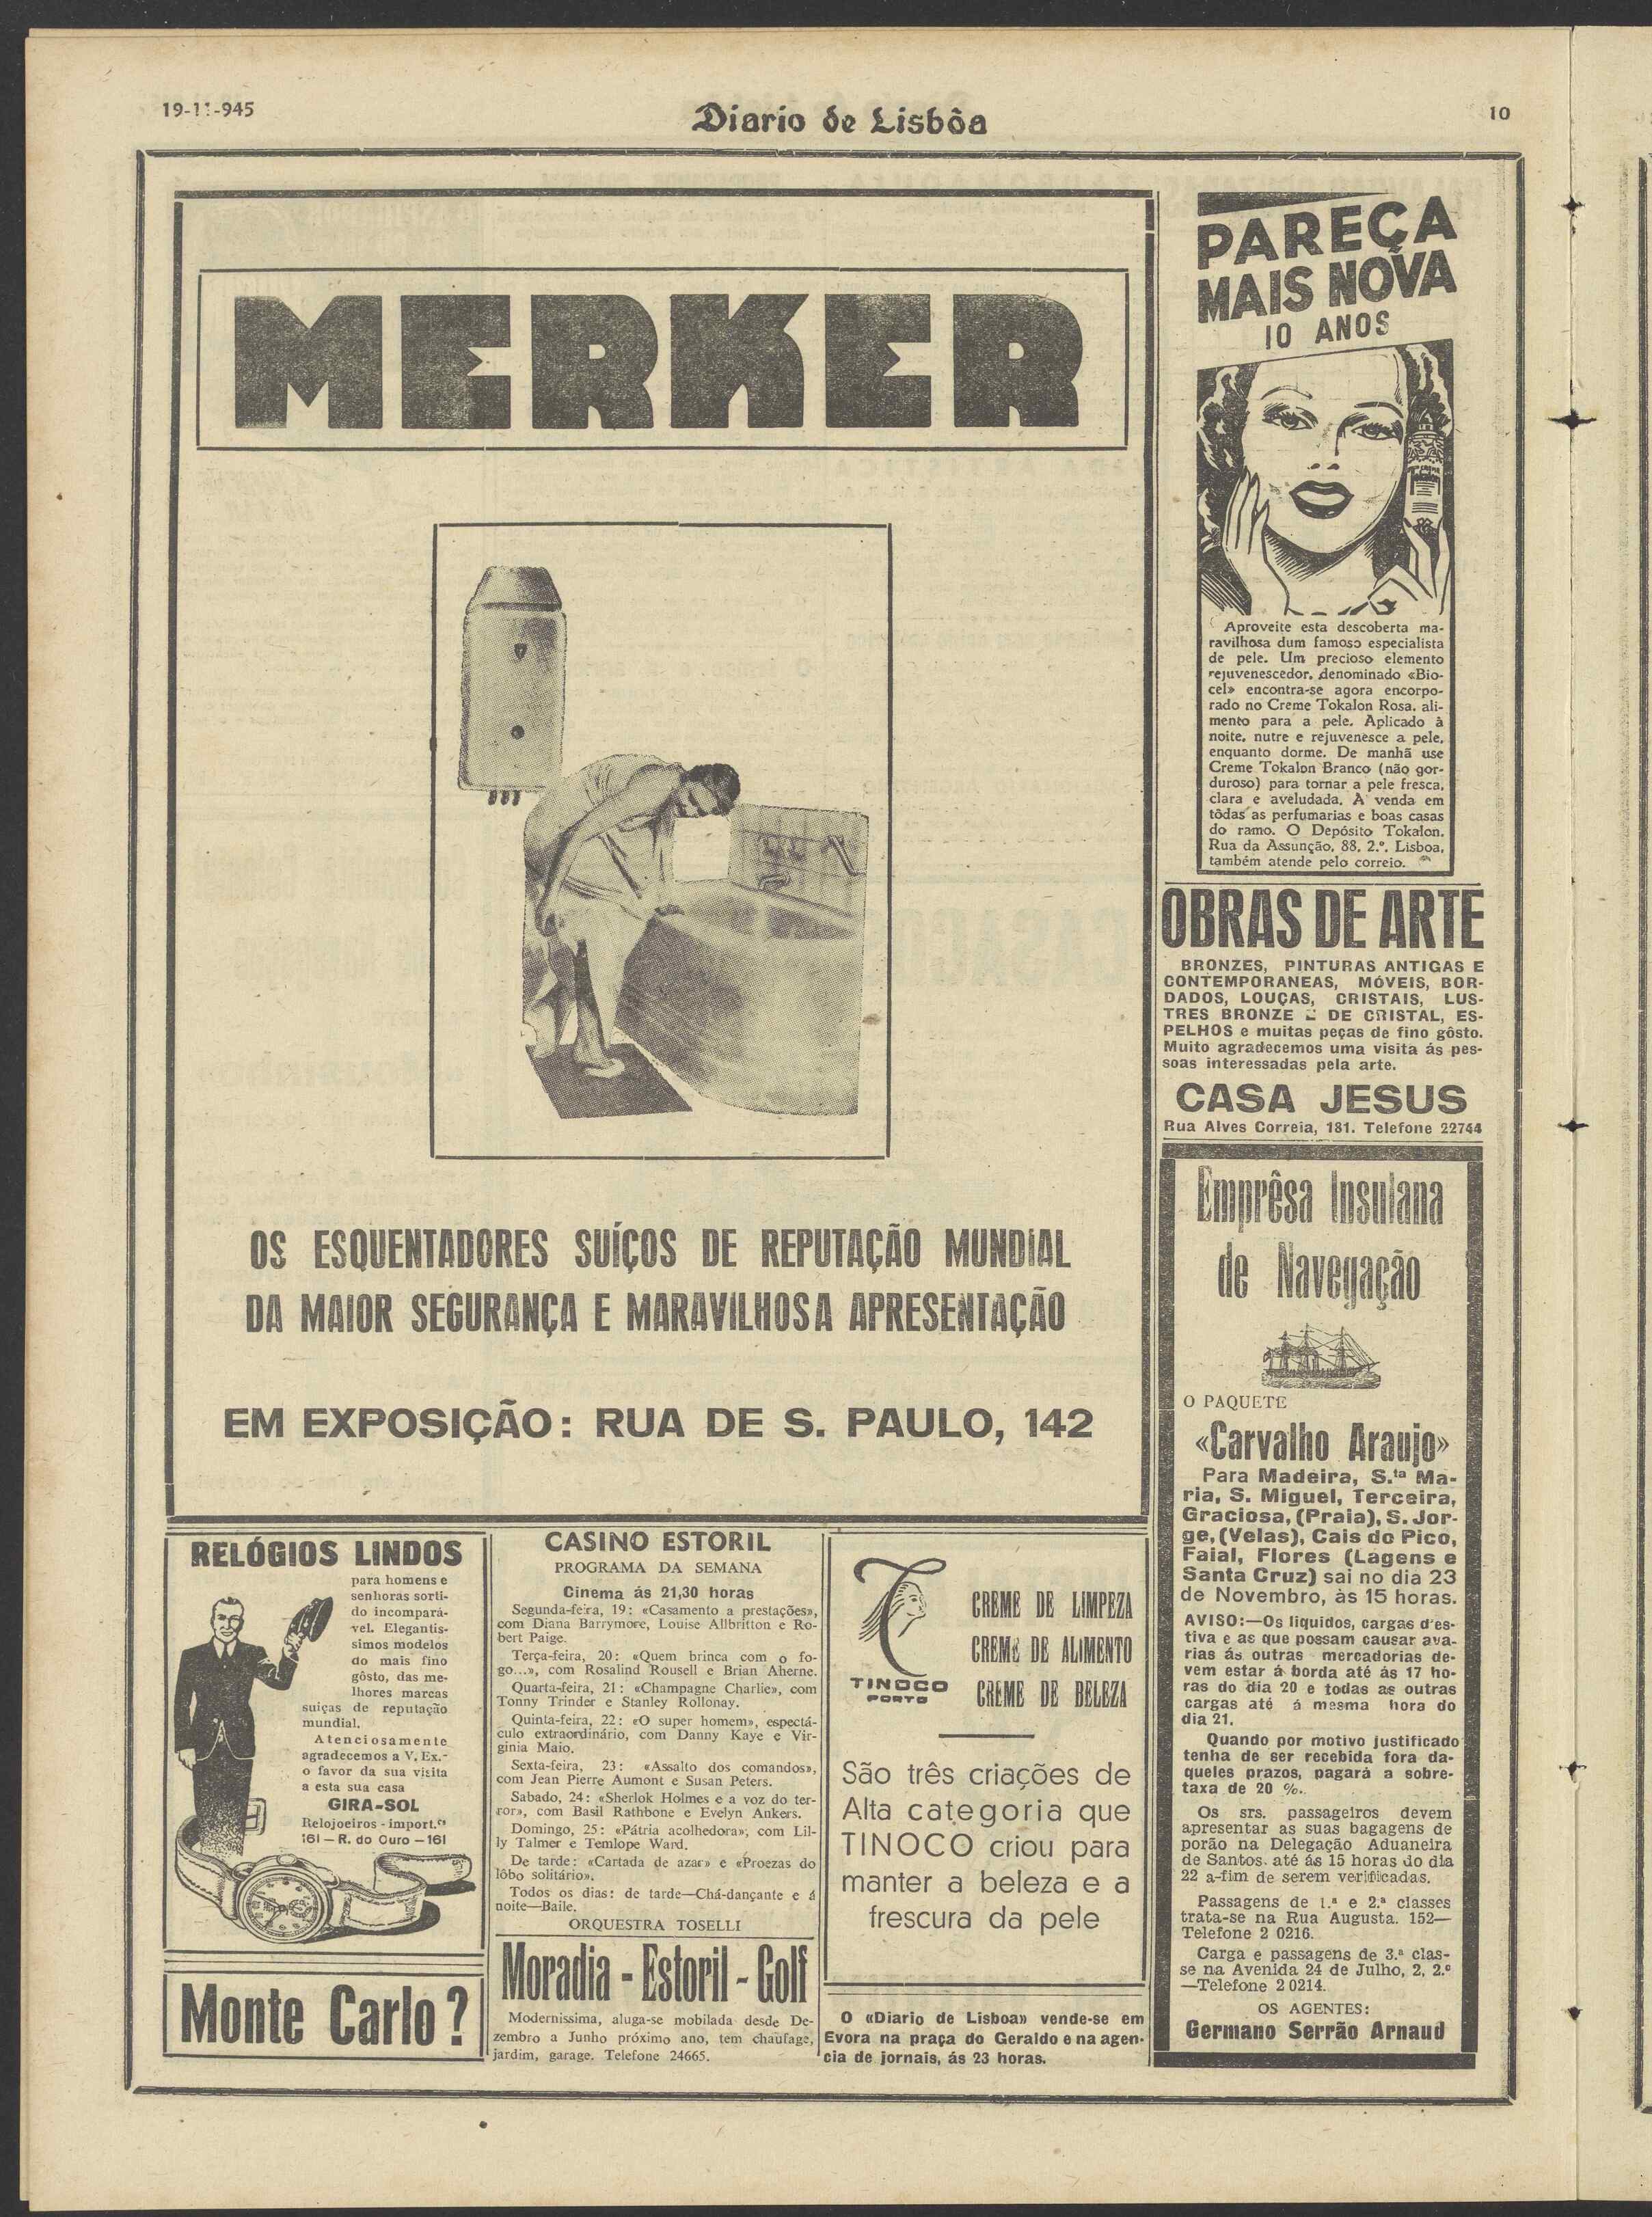 19-11-945
Diario de Lisbôa
10
MERKER
OS ESQUENTADORES SUÍÇOS DE REPUTAÇÃO MUNDIAL
DA MAIOR SEGURANÇA E MARAVILHOSA APRESENTAÇÃO
EM EXPOSIÇÃO: RUA DE S. PAULO, 142
PAREÇA
MAIS NOVA
10 ANOS
Aproveite esta descoberta ma-
ravilhosa dum famoso especialista
de pele. Um precioso elemento
rejuvenescedor, denominado «Bio-
cel» encontra-se agora encorpo-
rado no Creme Tokalon Rosa, ali-
mento para a pele. Aplicado à
noite, nutre e rejuvenesce a pele,
enquanto dorme. De manhã use
Creme Tokalon Branco (não gor-
duroso) para tornar a pele fresca,
clara e aveludada. À venda em
tôdas as perfumarias e boas casas
do ramo. O Depósito Tokalon.
Rua da Assunção, 88, 2.º, Lisboa,
também atende pelo correio.
OBRAS DE ARTE
BRONZES, PINTURAS ANTIGAS E
CONTEMPORANEAS, MÓVEIS, BOR-
DADOS, LOUÇAS, CRISTAIS, LUS-
TRES BRONZE E DE CRISTAL, ES-
PELHOS e muitas peças de fino gôsto.
Muito agradecemos uma visita ás pes-
soas interessadas pela arte.
CASA JESUS
Rua Alves Correia, 181. Telefone 22744
Emprêsa Insulana
de Navegação
O PAQUETE
«Carvalho Araujo»
Para Madeira, S.ta Ma-
ria, S. Miguel, Terceira,
Graciosa, (Praia), S. Jor-
ge, (Velas), Cais do Pico,
Faial, Flores (Lagens e
Santa Cruz) sai no dia 23
de Novembro, às 15 horas.
AVISO:—Os liquidos, cargas d'es-
tiva e as que possam causar ava-
rias ás outras mercadorias de-
vem estar á borda até ás 17 ho-
ras do dia 20 e todas as outras
cargas até á mesma hora do
dia 21.
Quando por motivo justificado
tenha de ser recebida fora da-
queles prazos, pagará a sobre-
taxa de 20 %.
Os srs. passageiros devem
apresentar as suas bagagens de
porão na Delegação Aduaneira
de Santos. até ás 15 horas do dia
22 a-fim de serem verificadas.
Passagens de 1.ª e 2.ª classes
trata-se na Rua Augusta. 152—
Telefone 2 0216.
Carga e passagens de 3.ª clas-
se na Avenida 24 de Julho, 2, 2.º
—Telefone 2 0214.
OS AGENTES:
Germano Serrão Arnaud
RELÓGIOS LINDOS
para homens e
senhoras sorti-
do incompará-
vel. Elegantis-
simos modelos
do mais fino
gôsto, das me-
lhores marcas
suiças de reputação
mundial.
Atenciosamente
agradecemos a V. Ex.
o favor da sua visita
a esta sua casa
GIRA-SOL
Relojoeiros - import.es
161 — R. do Ouro — 161
Monte Carlo?
CASINO ESTORIL
PROGRAMA DA SEMANA
Cinema ás 21,30 horas
Segunda-feira, 19: «Casamento a prestações»,
com Diana Barrymore, Louise Allbritton e Ro-
bert Paige.
Terça-feira, 20: «Quem brinca com o fo-
go...», com Rosalind Rousell e Brian Aherne.
Quarta-feira, 21: «Champagne Charlie», com
Tonny Trinder e Stanley Rollonay.
Quinta-feira, 22: «O super homem», espectá-
culo extraordinário, com Danny Kaye e Vir-
ginia Maio.
Sexta-feira, 23: «Assalto dos comandos»,
com Jean Pierre Aumont e Susan Peters.
Sabado, 24: «Sherlok Holmes e a voz do ter-
ror», com Basil Rathbone e Evelyn Ankers.
Domingo, 25: «Pátria acolhedora», com Lil-
ly Talmer e Temlope Ward.
De tarde: «Cartada de azar» e «Proezas do
lôbo solitário».
Todos os dias: de tarde—Chá-dançante e á
noite—Baile.
ORQUESTRA TOSELLI
Moradia - Estoril - Golf
Modernissima, aluga-se mobilada desde De-
zembro a Junho próximo ano, tem chaufage,
jardim, garage. Telefone 24665.
TINOCO
PORTO
CREME DE LIMPEZA
CREME DE ALIMENTO
CREME DE BELEZA
São três criações de
Alta categoria que
TINOCO criou para
manter a beleza e a
frescura da pele
O «Diario de Lisboa» vende-se em
Evora na praça do Geraldo e na agen-
cia de jornais, ás 23 horas.